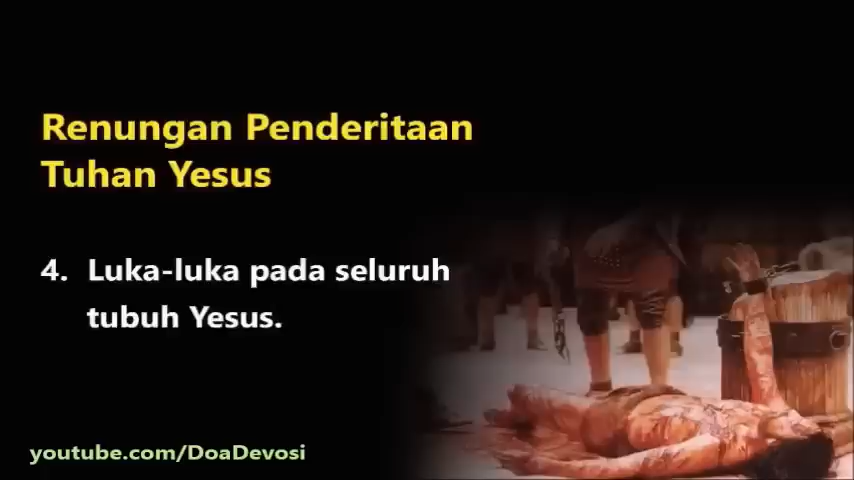 Renungan Penderitaan
Tuhan Yesus
4. Luka-luka pada seluruh
tubuh Yesus.
youtube.com/DoaDevosi